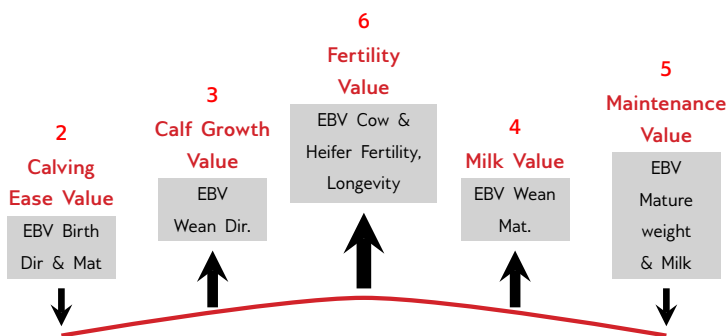 2
Calving
Ease Value
EBV Birth
Dir & Mat
3
Calf Growth
Value
EBV
Wean Dir.
6
Fertility
Value
EBV Cow &
Heifer Fertility,
Longevity
4
Milk Value
EBV Wean
Mat.
5
Maintenance
Value
EBV
Mature
weight
& Milk